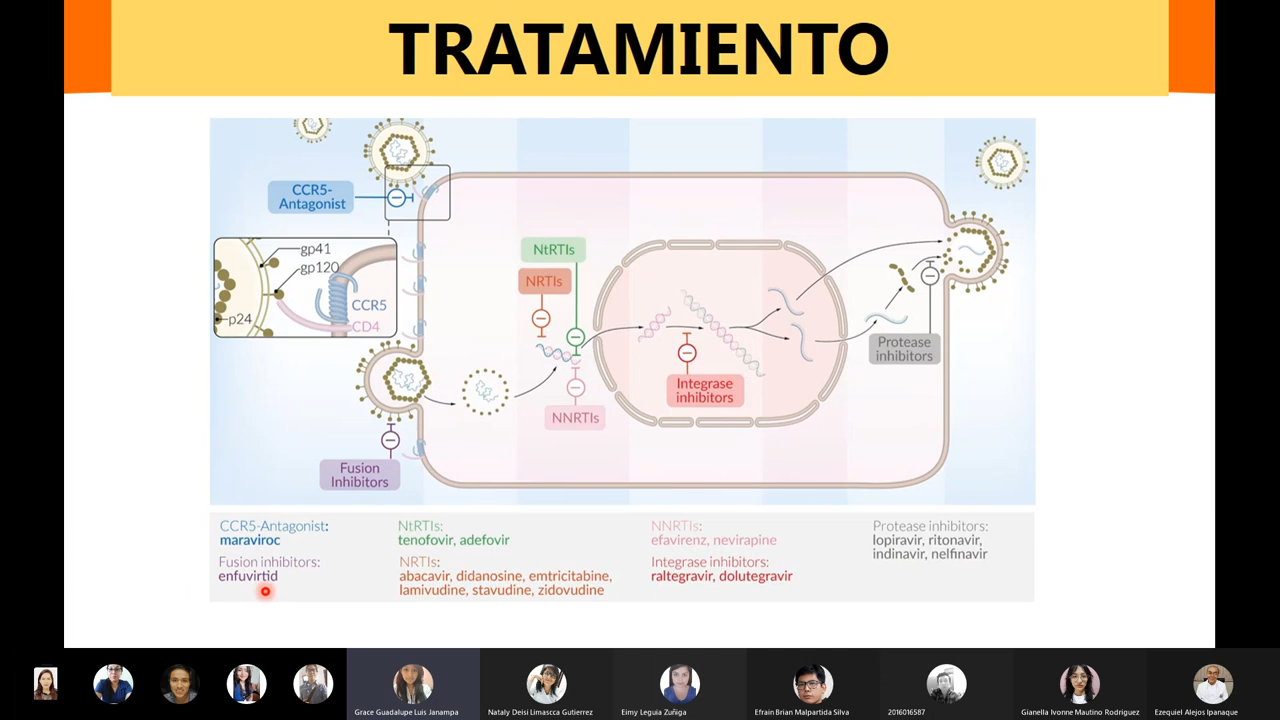 TRATAMIENTO
CCR5-
Antagonist
gp41
gp120
CCR5
CD4
p24
NtRTIs
NRTIs
NNRTIs
Integrase
inhibitors
Protease
inhibitors
Fusion
Inhibitors
CCR5-Antagonist:
maraviroc
Fusion inhibitors:
enfuvirtid
NtRTIs:
tenofovir, adefovir
NRTIs:
abacavir, didanosine, emtricitabine,
lamivudine, stavudine, zidovudine
NNRTIs:
efavirenz, nevirapine
Integrase inhibitors:
raltegravir, dolutegravir
Protease inhibitors:
lopiravir, ritonavir,
indinavir, nelfinavir
Grace Guadalupe Luis Janampa
Nataly Deisi Limascca Gutierrez
Eimy Leguia Zuñiga
Efrain Brian Malpartida Silva
2016016587
Gianella Ivonne Mautino Rodriguez
Ezequiel Alejos Ipanaque